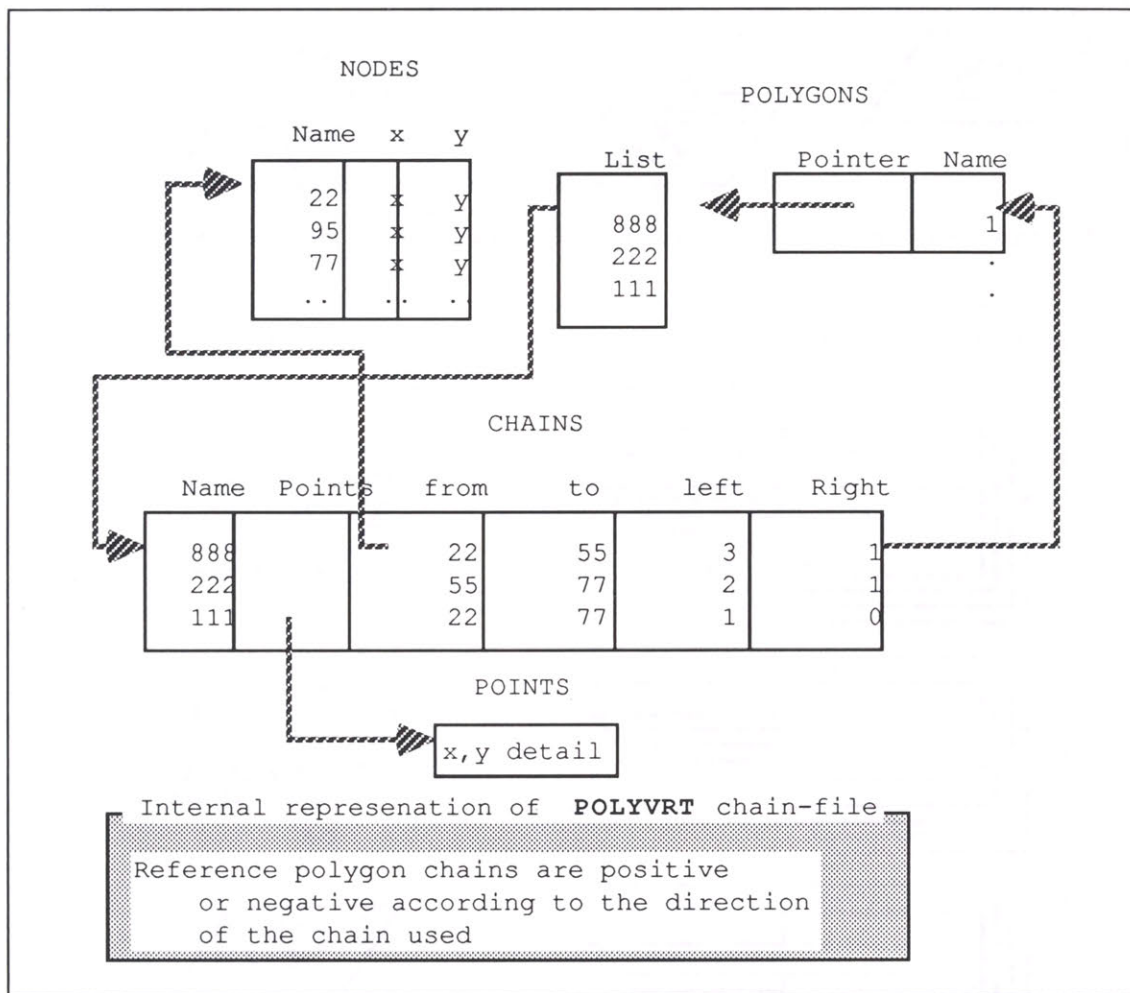 NODES
POLYGONS
Name x y
List
Pointer Name
22 x y
95 x y
77 x y
.. .. ..
888
222
111
1
.
.
CHAINS
Name Points from to left Right
888 22 55 3 1
222 55 77 2 1
111 22 77 1 0
POINTS
x,y detail
Internal represenation of POLYVRT chain-file
Reference polygon chains are positive
or negative according to the direction
of the chain used